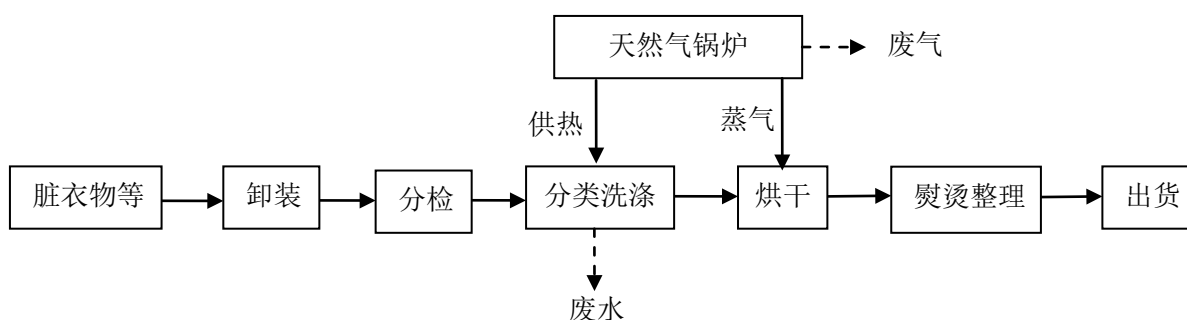 天然气锅炉
废气
供热
蒸气
脏衣物等
卸装
分检
分类洗涤
烘干
熨烫整理
出货
废水